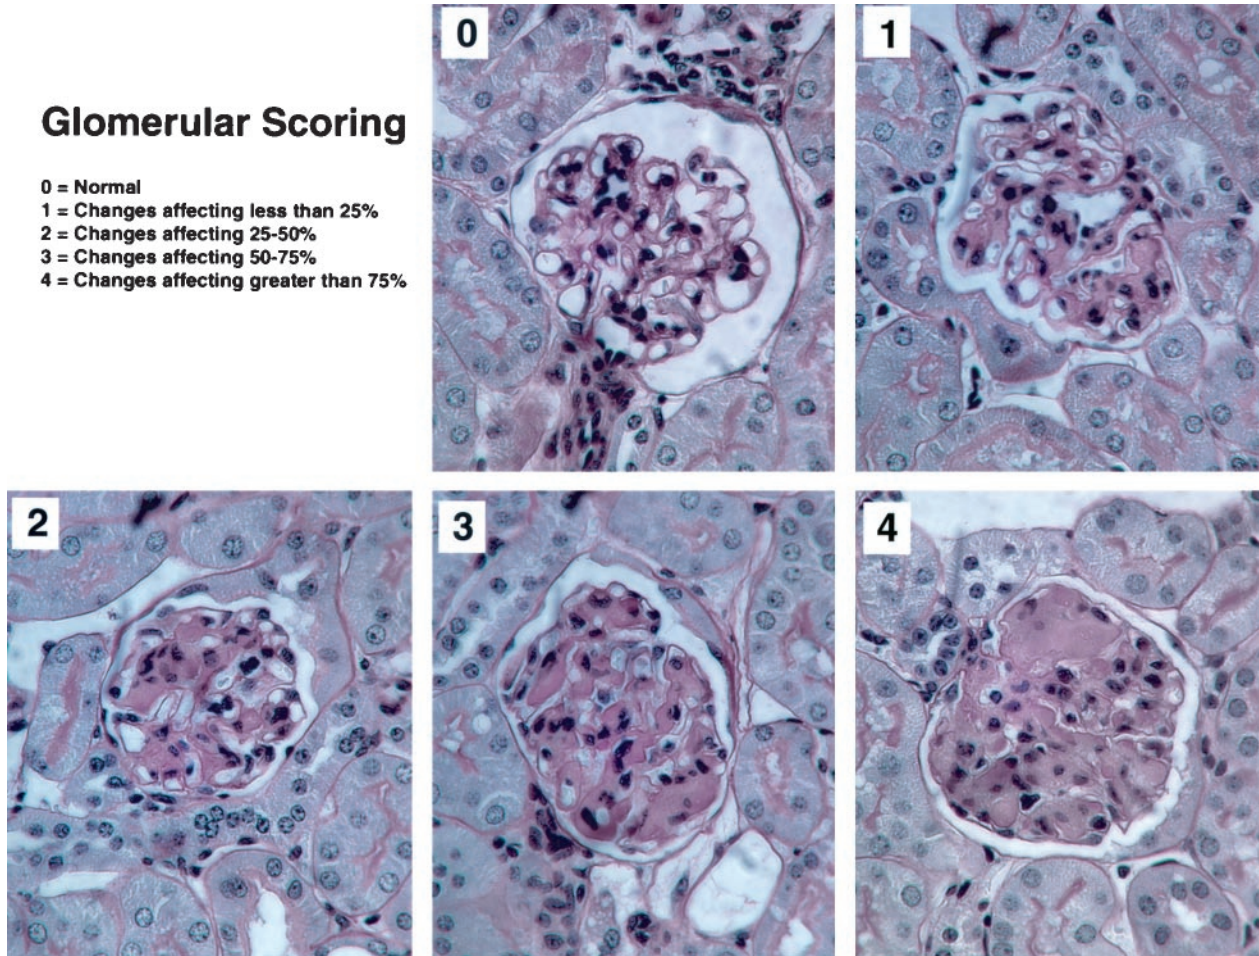 Glomerular Scoring
0 = Normal
1 = Changes affecting less than 25%
2 = Changes affecting 25-50%
3 = Changes affecting 50-75%
4 = Changes affecting greater than 75%
0
1
2
3
4